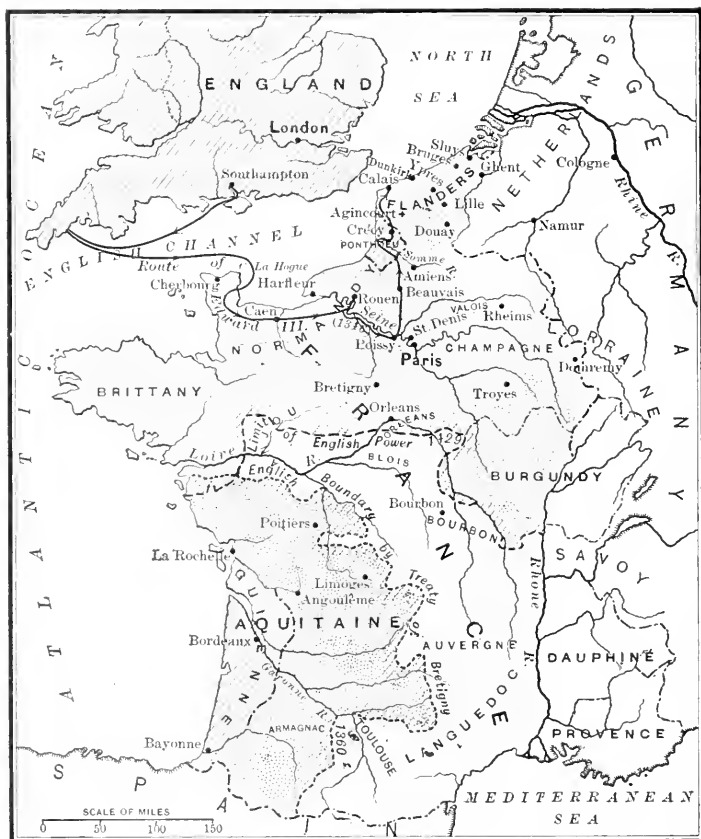 NORTH
SEA
ENGLAND
London
Southampton
ATLANTIC OCEAN
ENGLISH CHANNEL
Route of Edward III. (1346)
La Hogue
Cherbourg
Harfleur
Caen
Rouen
NORMANDY
Seine
Poissy
St. Denis
Paris
Sluys
Bruges
Ghent
Dunkirk
Ypres
Calais
FLANDERS
Lille
Agincourt
Crécy
Douay
PONTHIEU
Somme R.
Amiens
Beauvais
NETHERLANDS
Cologne
Rhine
Namur
GERMANY
VALOIS
Rheims
LORRAINE
CHAMPAGNE
Domremy
Troyes
BRITTANY
FRANCE
Bretigny
Orleans
ORLEANS
Limit of English Power 1429
Loire R.
BLOIS
English Boundary by Treaty of Bretigny 1360
BURGUNDY
Bourbon
BOURBON
Poitiers
La Rochelle
Limoges
Angoulême
AQUITAINE
GUIENNE
Bordeaux
Garonne R.
AUVERGNE
SAVOY
Rhone R.
DAUPHINÉ
PROVENCE
LANGUEDOC
TOULOUSE
ARMAGNAC
Bayonne
SPAIN
MEDITERRANEAN
SEA
SCALE OF MILES
0 50 100 150